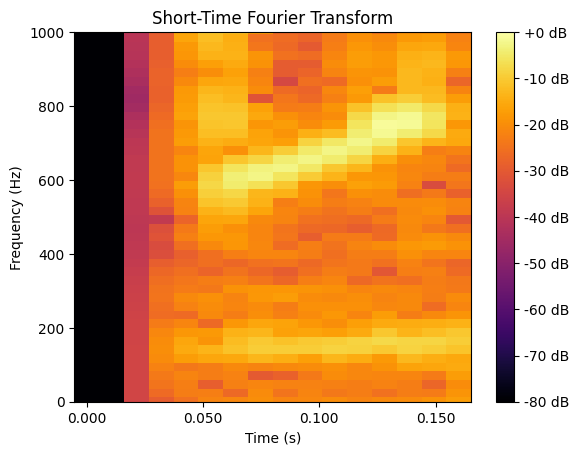 Short-Time Fourier Transform
1000
800
600
400
200
0
Frequency (Hz)
0.000
0.050
0.100
0.150
Time (s)
+0 dB
-10 dB
-20 dB
-30 dB
-40 dB
-50 dB
-60 dB
-70 dB
-80 dB